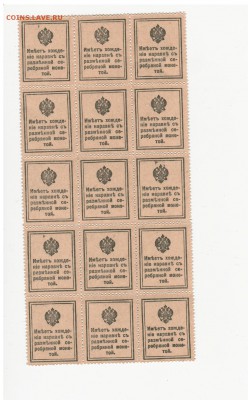 COINS.LAVE.RU
Имѣетъ хожде-
ніе наравнѣ съ
размѣнной се-
ребряной моне-
той.
Имѣетъ хожде-
ніе наравнѣ съ
размѣнной се-
ребряной моне-
той.
Имѣетъ хожде-
ніе наравнѣ съ
размѣнной се-
ребряной моне-
той.
Имѣетъ хожде-
ніе наравнѣ съ
размѣнной се-
ребряной моне-
той.
Имѣетъ хожде-
ніе наравнѣ съ
размѣнной се-
ребряной моне-
той.
Имѣетъ хожде-
ніе наравнѣ съ
размѣнной се-
ребряной моне-
той.
Имѣетъ хожде-
ніе наравнѣ съ
размѣнной се-
ребряной моне-
той.
Имѣетъ хожде-
ніе наравнѣ съ
размѣнной се-
ребряной моне-
той.
Имѣетъ хожде-
ніе наравнѣ съ
размѣнной се-
ребряной моне-
той.
Имѣетъ хожде-
ніе наравнѣ съ
размѣнной се-
ребряной моне-
той.
Имѣетъ хожде-
ніе наравнѣ съ
размѣнной се-
ребряной моне-
той.
Имѣетъ хожде-
ніе наравнѣ съ
размѣнной се-
ребряной моне-
той.
Имѣетъ хожде-
ніе наравнѣ съ
размѣнной се-
ребряной моне-
той.
Имѣетъ хожде-
ніе наравнѣ съ
размѣнной се-
ребряной моне-
той.
Имѣетъ хожде-
ніе наравнѣ съ
размѣнной се-
ребряной моне-
той.